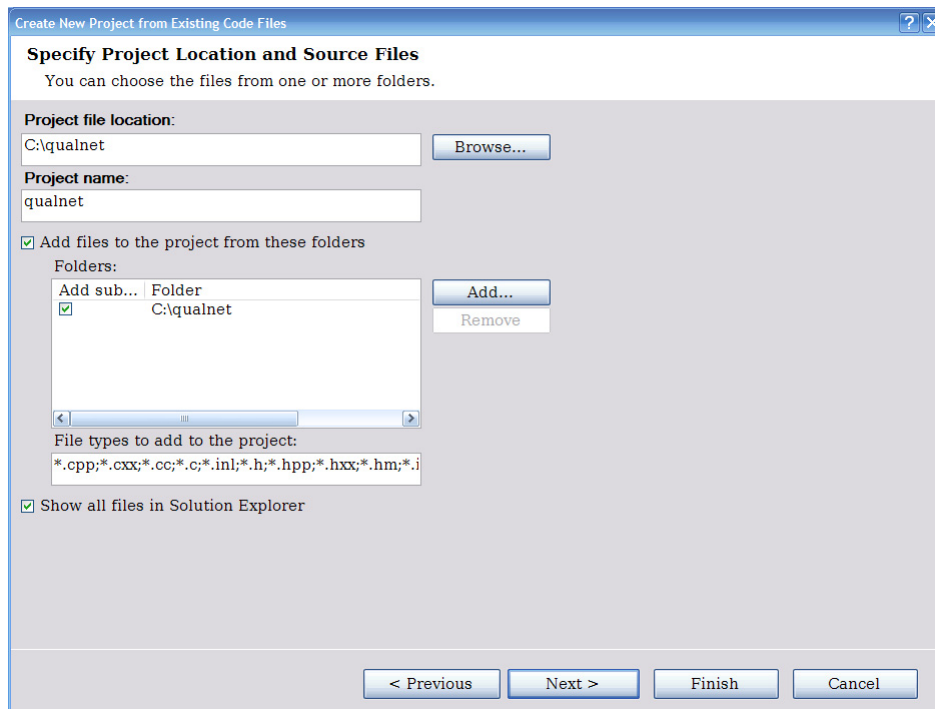 Create New Project from Existing Code Files
Specify Project Location and Source Files
You can choose the files from one or more folders.
Project file location:
C:\qualnet
Browse...
Project name:
qualnet
Add files to the project from these folders
Folders:
Add sub... Folder
C:\qualnet
Add...
Remove
File types to add to the project:
*.cpp;*.cxx;*.cc;*.c;*.inl;*.h;*.hpp;*.hxx;*.hm;*.i
Show all files in Solution Explorer
< Previous Next > Finish Cancel